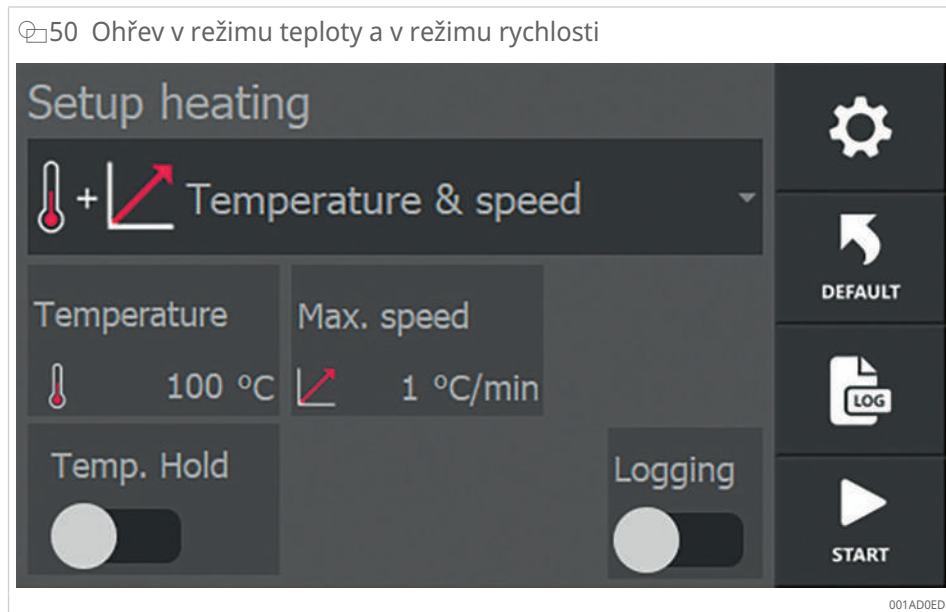 50 Ohřev v režimu teploty a v režimu rychlosti
Setup heating
+ Temperature & speed
Temperature
100 °C
Max. speed
1 °C/min
Temp. Hold
Logging
DEFAULT
LOG
START
001AD0ED